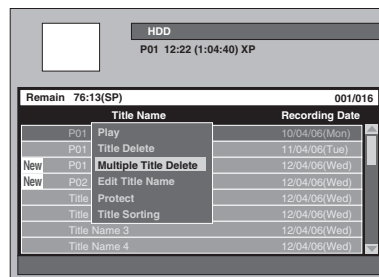 HDD
P01 12:22 (1:04:40) XP
Remain 76:13(SP) 001/016
Title Name Recording Date
P01 Play 10/04/06(Mon)
P01 Title Delete 11/04/06(Tue)
New P01 Multiple Title Delete 12/04/06(Wed)
New P02 Edit Title Name 12/04/06(Wed)
Title Protect 12/04/06(Wed)
Title Title Sorting 12/04/06(Wed)
Title Name 3 12/04/06(Wed)
Title Name 4 12/04/06(Wed)